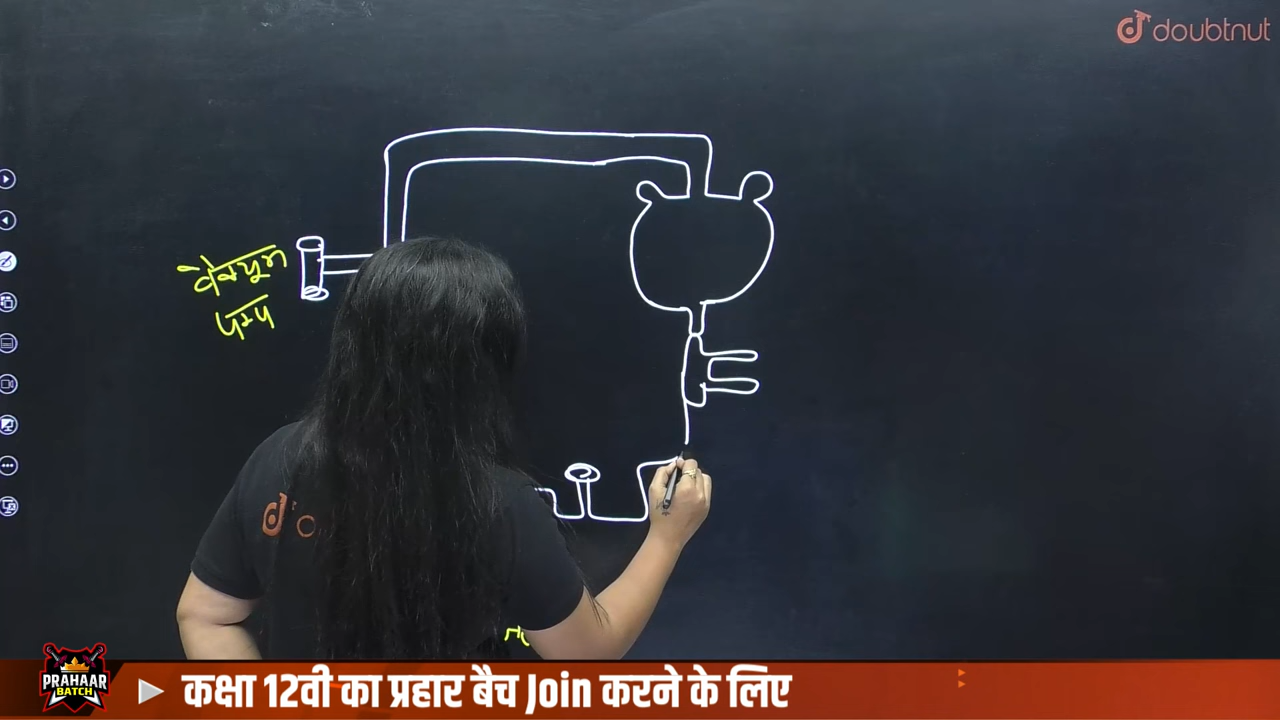 doubtnut
वेक्यूम
पम्प
PRAHAAR
BATCH
कक्षा 12वी का प्रहार बैच Join करने के लिए